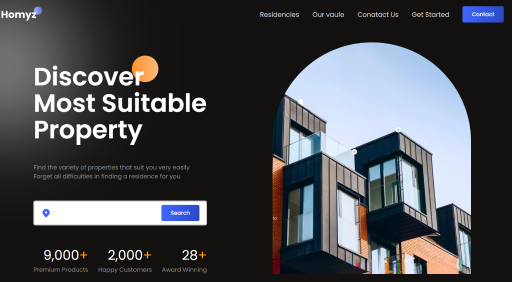 Homyz
Residencies
Our vaule
Conatact Us
Get Started
Contact
Discover
Most Suitable
Property
Find the variety of properties that suit you very easily
Forget all difficulties in finding a residence for you
Search
9,000+
2,000+
28+
Premium Products
Happy Customers
Award Winning